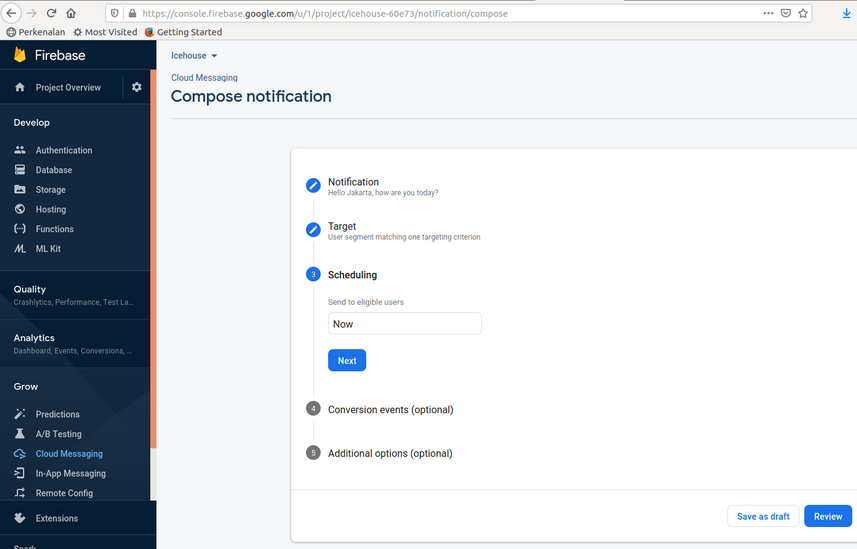 https://console.firebase.google.com/u/1/project/icehouse-60e73/notification/compose
Perkenalan Most Visited Getting Started
Firebase
Project Overview
Develop
Authentication
Database
Storage
Hosting
Functions
ML Kit
Quality
Crashlytics, Performance, Test La...
Analytics
Dashboard, Events, Conversions, ...
Grow
Predictions
A/B Testing
Cloud Messaging
In-App Messaging
Remote Config
Extensions
Spark
Icehouse
Cloud Messaging
Compose notification
Notification
Hello Jakarta, how are you today?
Target
User segment matching one targeting criterion
3 Scheduling
Send to eligible users
Now
Next
4 Conversion events (optional)
5 Additional options (optional)
Save as draft Review